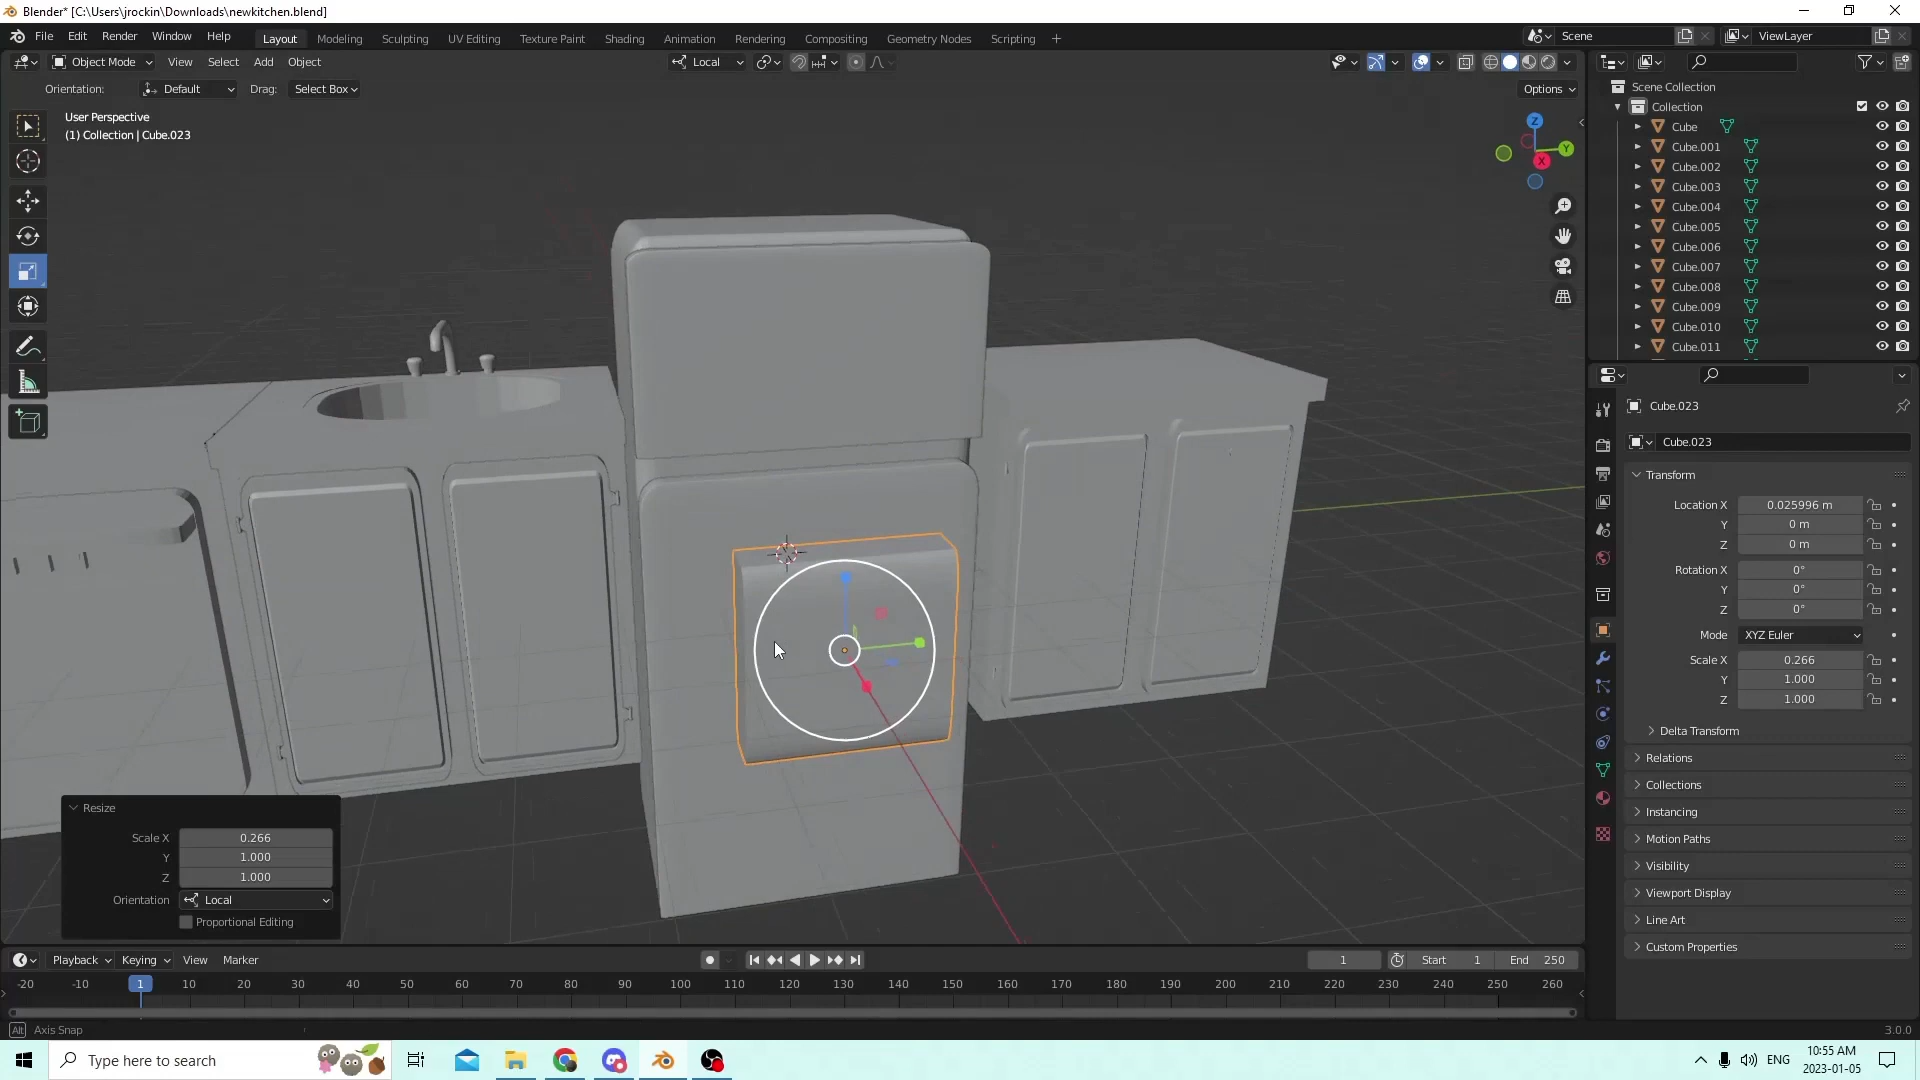 Blender* [C:\Users\jrockin\Downloads\newkitchen.blend]
File Edit Render Window Help Layout Modeling Sculpting UV Editing Texture Paint Shading Animation Rendering Compositing Geometry Nodes Scripting + Scene ViewLayer
Object Mode View Select Add Object Local
Orientation: Default Drag: Select Box Options
User Perspective
(1) Collection | Cube.023
Z
Y
X
Scene Collection
Collection
Cube
Cube.001
Cube.002
Cube.003
Cube.004
Cube.005
Cube.006
Cube.007
Cube.008
Cube.009
Cube.010
Cube.011
Cube.023
Cube.023
Transform
Location X 0.025996 m
Y 0 m
Z 0 m
Rotation X 0°
Y 0°
Z 0°
Mode XYZ Euler
Scale X 0.266
Y 1.000
Z 1.000
Delta Transform
Relations
Collections
Instancing
Motion Paths
Visibility
Viewport Display
Line Art
Custom Properties
Resize
Scale X 0.266
Y 1.000
Z 1.000
Orientation Local
Proportional Editing
Playback Keying View Marker 1 Start 1 End 250
-20 -10 1 10 20 30 40 50 60 70 80 90 100 110 120 130 140 150 160 170 180 190 200 210 220 230 240 250 260
Alt Axis Snap 3.0.0
Type here to search
ENG
10:55 AM
2023-01-05